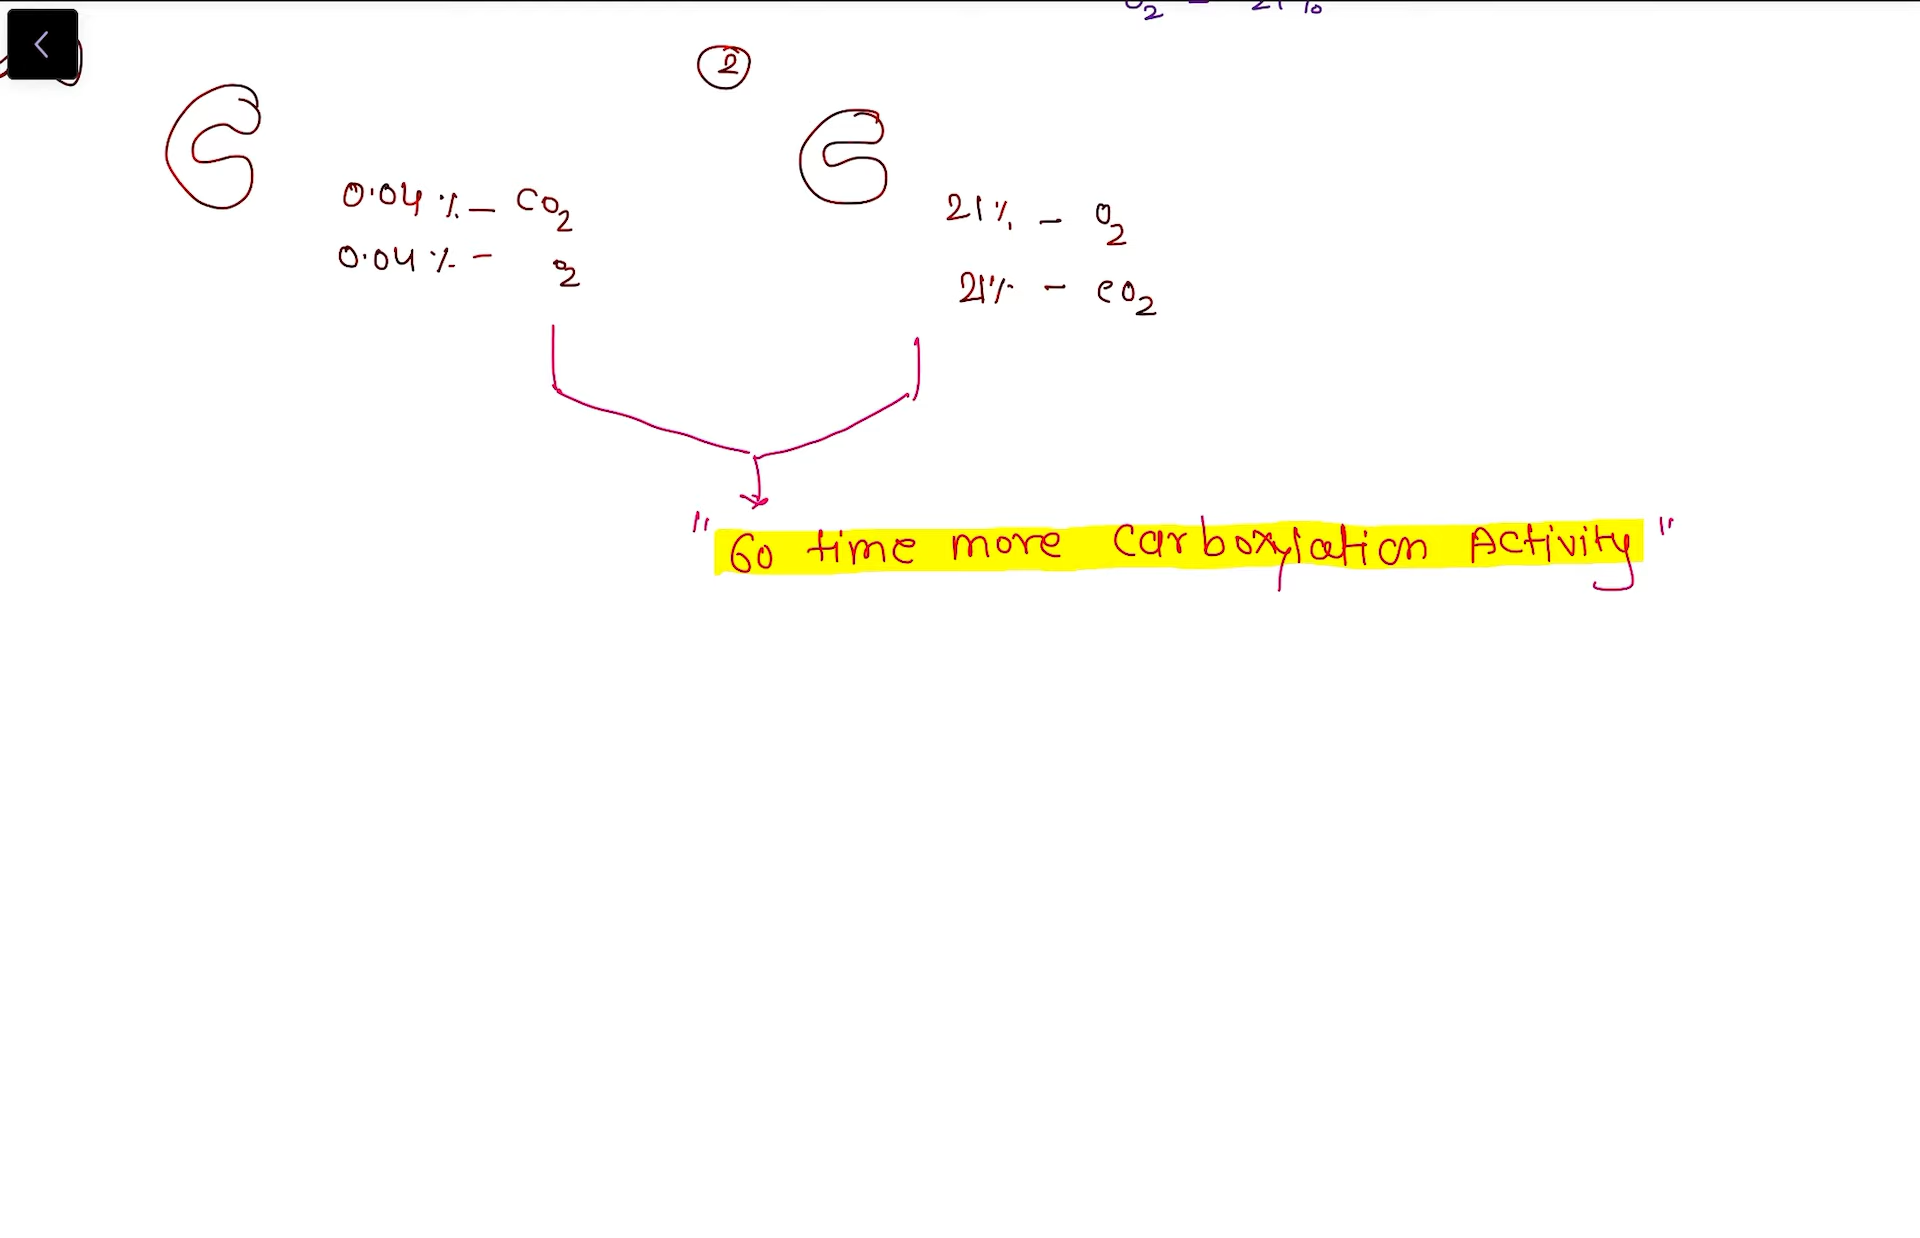 ②
0.04 % - CO2
0.04 % - O2
21% - O2
21% - CO2
"60 time more Carboxylation Activity"